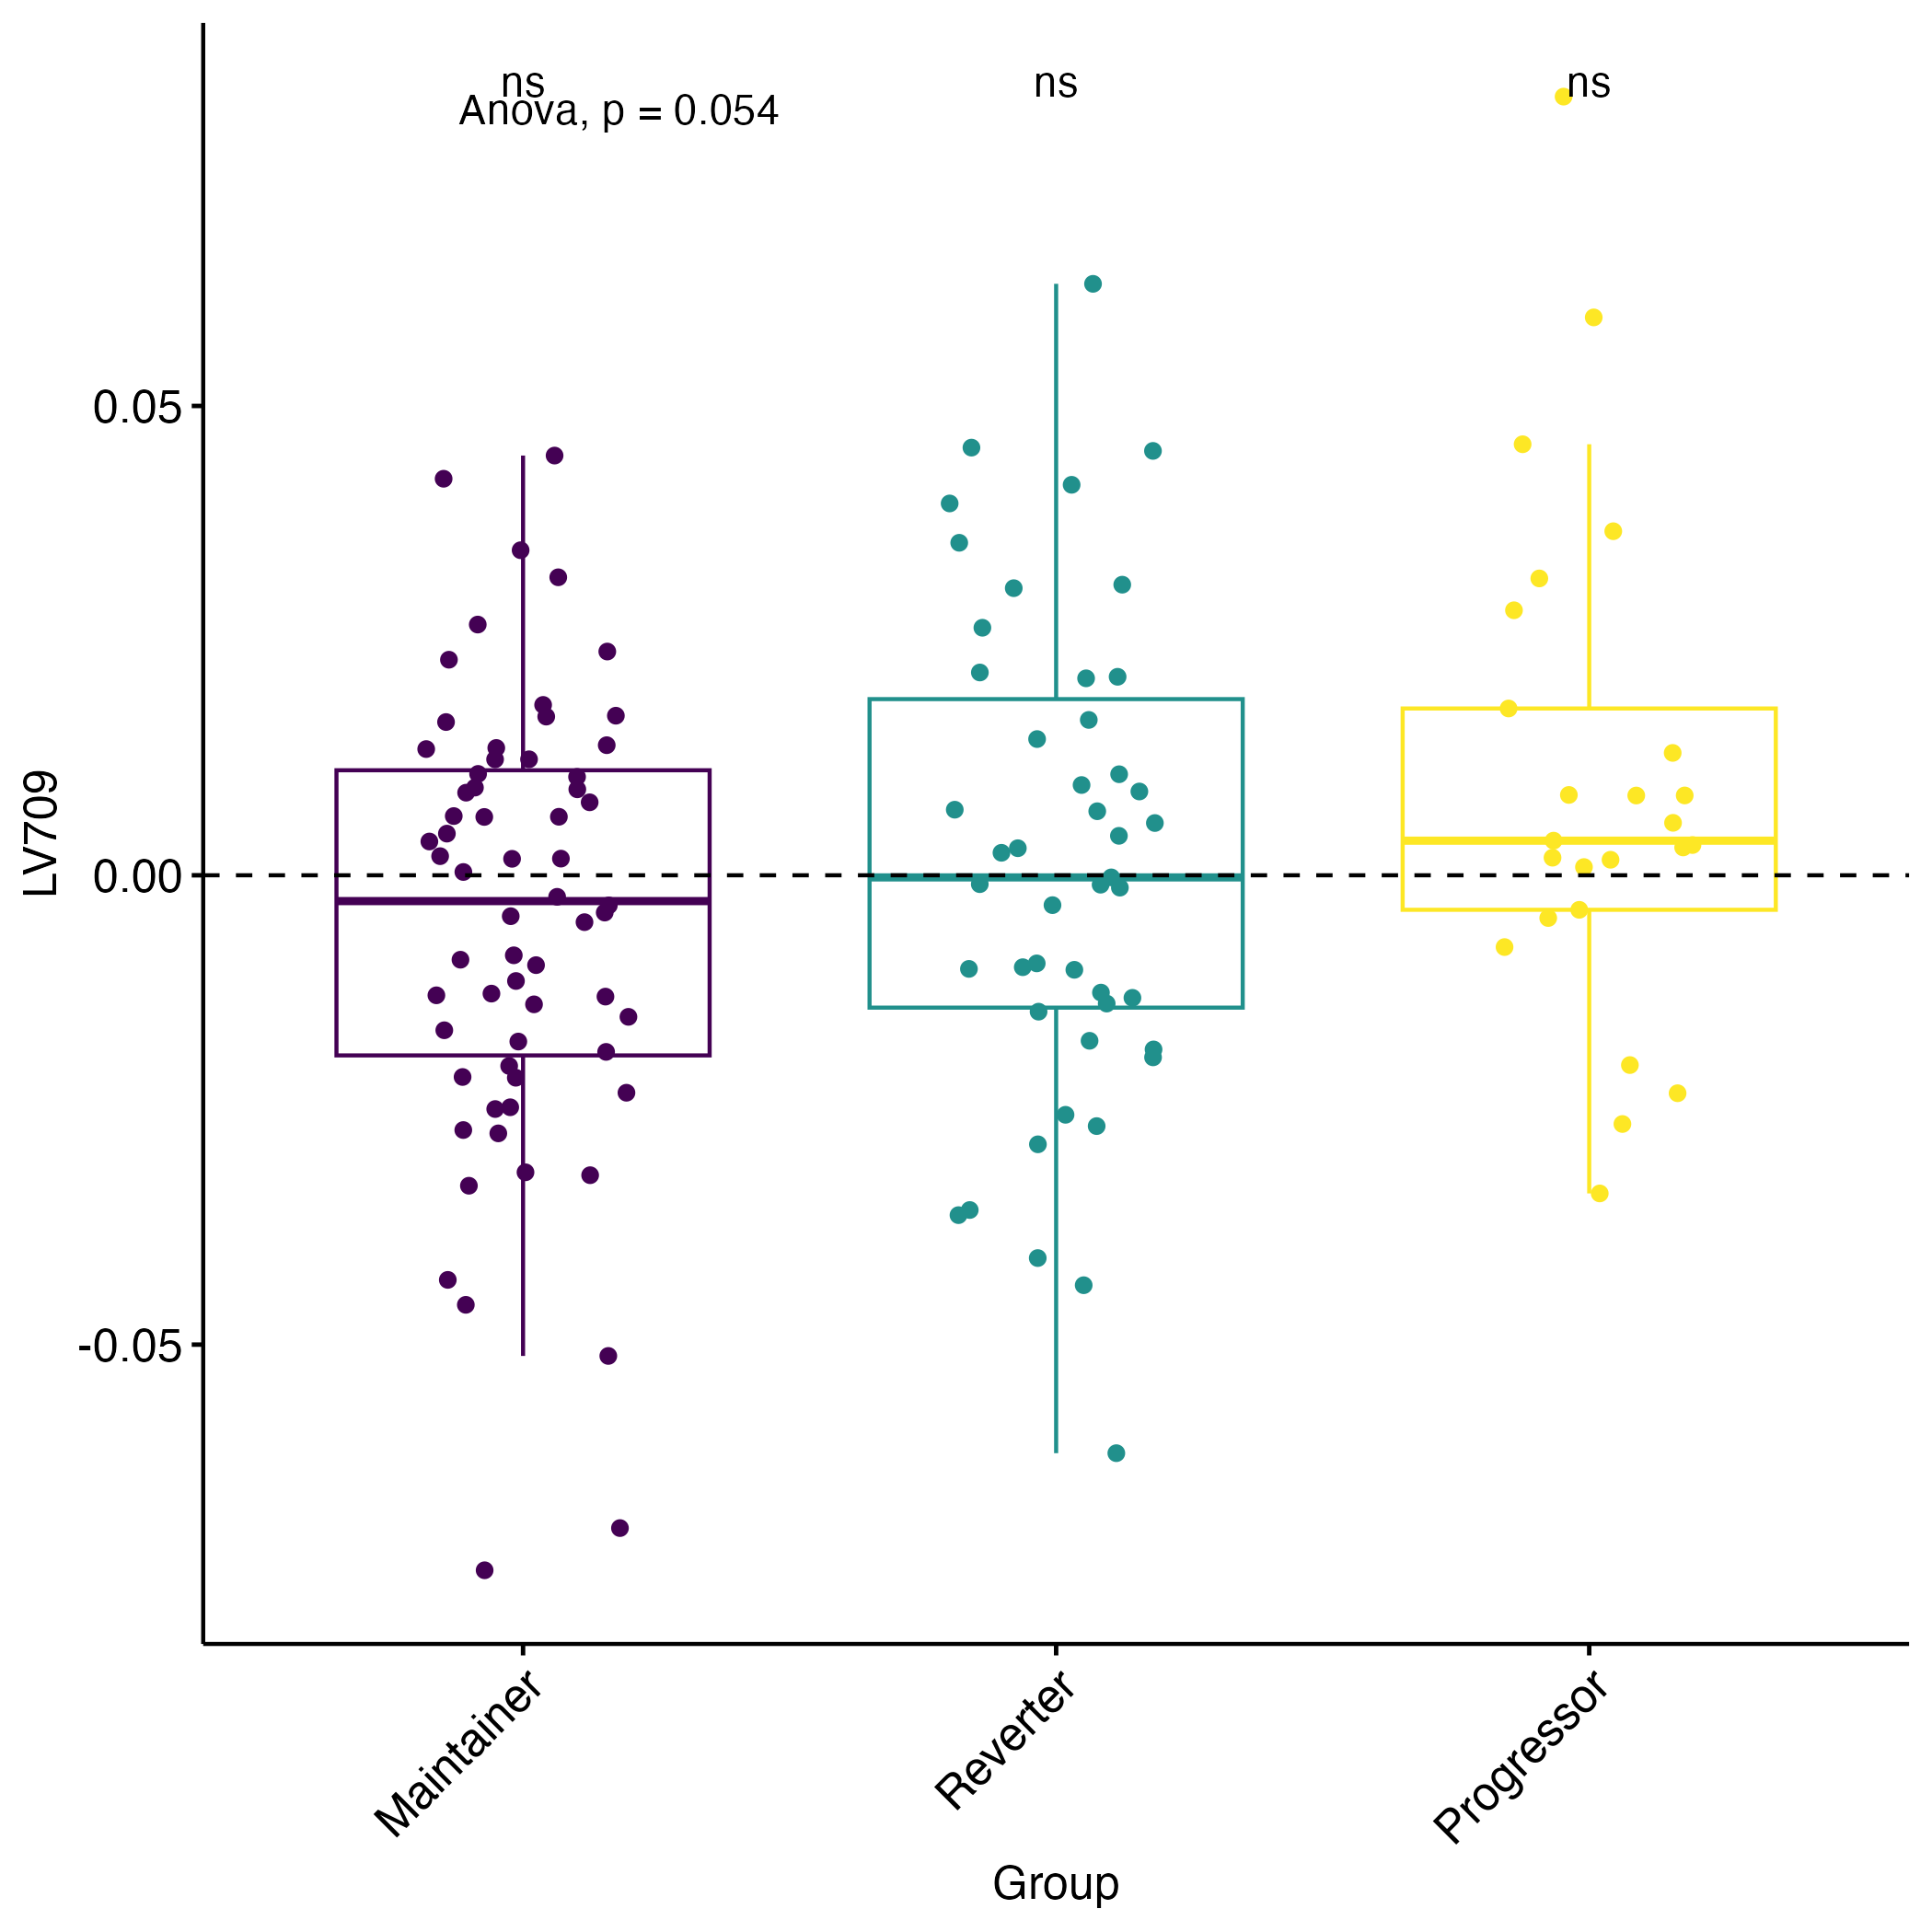 ns
ns
ns
Anova, p = 0.054
0.05
0.00
-0.05
LV709
Maintainer
Reverter
Progressor
Group